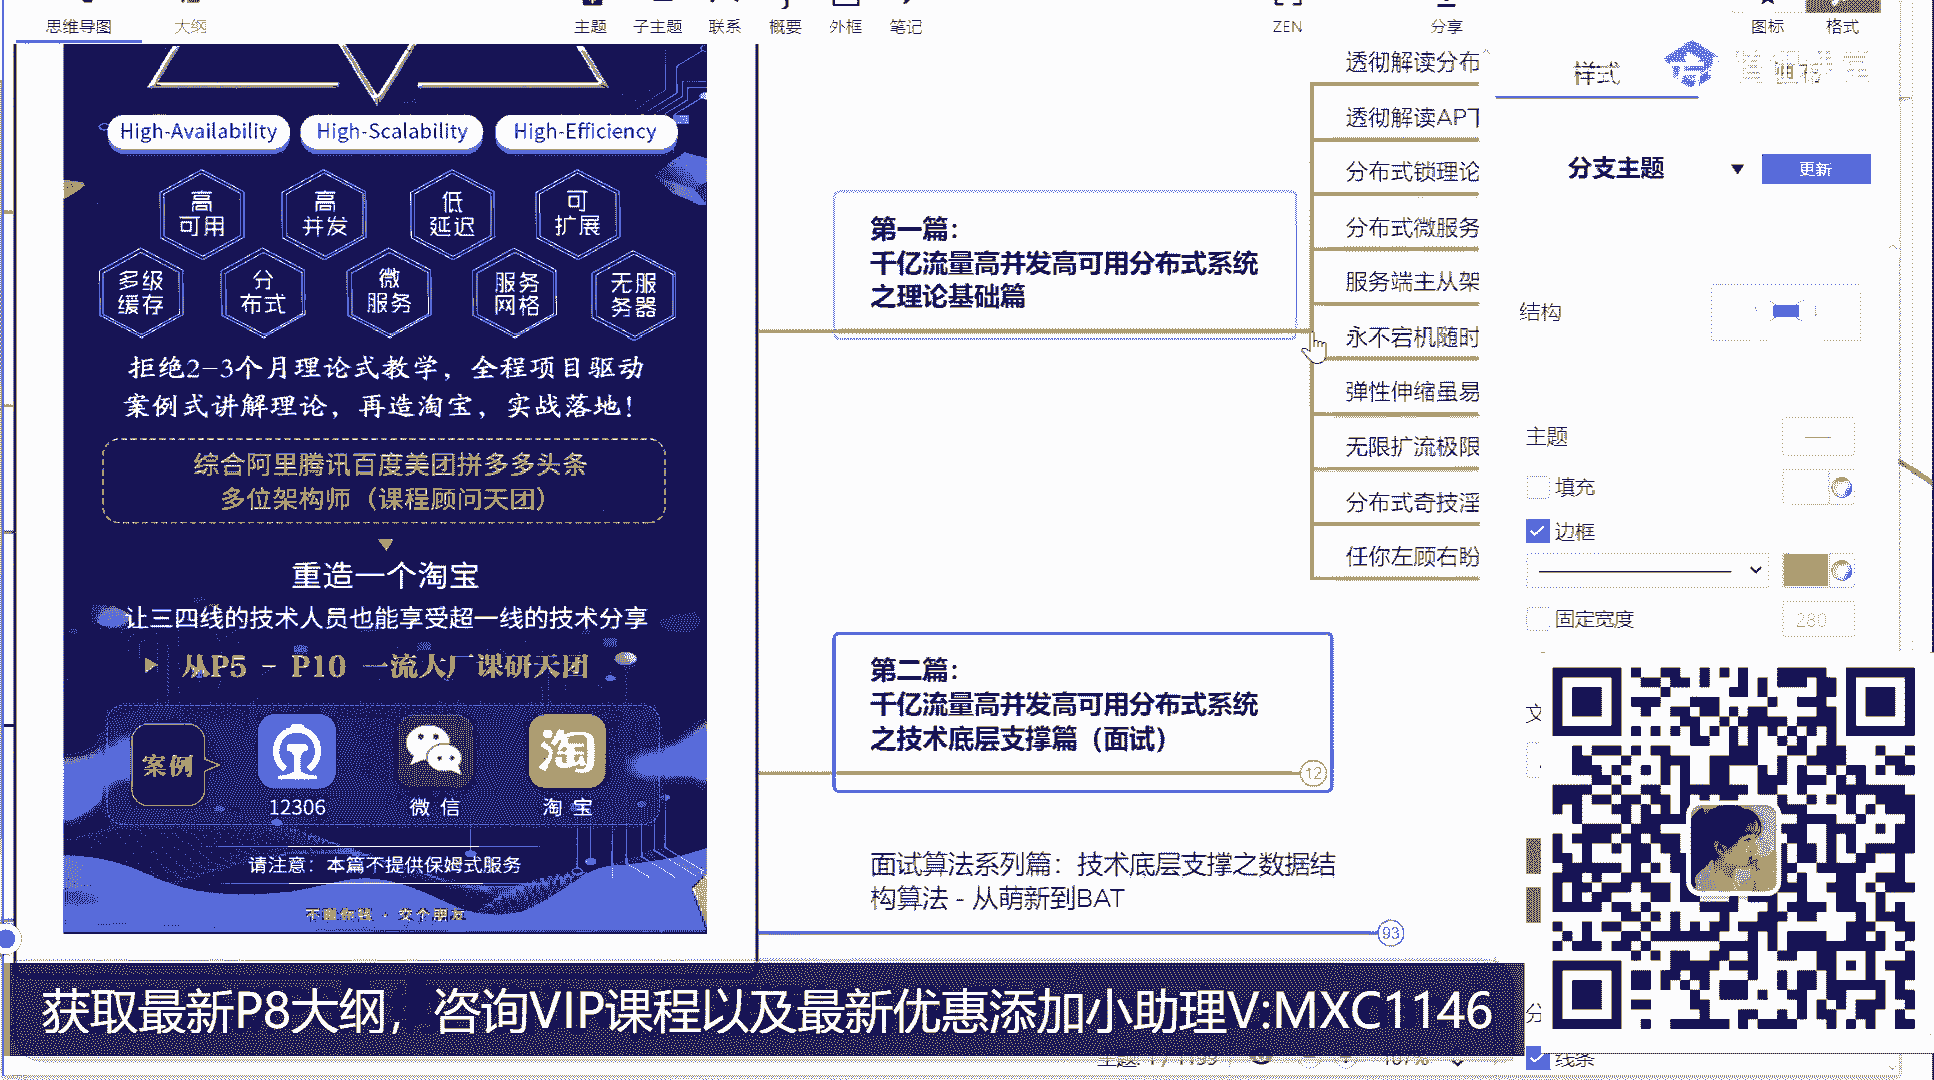 思维导图
大纲
主题
子主题
联系
概要
外框
笔记
ZEN
分享
图标
格式
High-Availability
High-Scalability
High-Efficiency
高
可用
高
并发
低
延迟
可
扩展
多级
缓存
分
布式
微
服务
服务
网格
无服
务器
拒绝2-3个月理论式教学，全程项目驱动
案例式讲解理论，再造淘宝，实战落地！
综合阿里腾讯百度美团拼多多头条
多位架构师（课程顾问天团）
重造一个淘宝
让三四线的技术人员也能享受超一线的技术分享
从P5 - P10 一流大厂课研天团
案例
12306
微 信
淘 宝
请注意：本篇不提供保姆式服务
不赚你钱·交个朋友
第一篇：
千亿流量高并发高可用分布式系统
之理论基础篇
透彻解读分布
透彻解读AP
分布式锁理论
分布式微服务
服务端主从架
永不宕机随时
弹性伸缩虽易
无限扩流极限
分布式奇技淫
任你左顾右盼
第二篇：
千亿流量高并发高可用分布式系统
之技术底层支撑篇（面试）
12
面试算法系列篇：技术底层支撑之数据结
构算法 - 从萌新到BAT
93
样式
分支主题
更新
结构
主题
填充
边框
固定宽度
280
文
分
线条
获取最新P8大纲，咨询VIP课程以及最新优惠添加小助理V:MXC1146